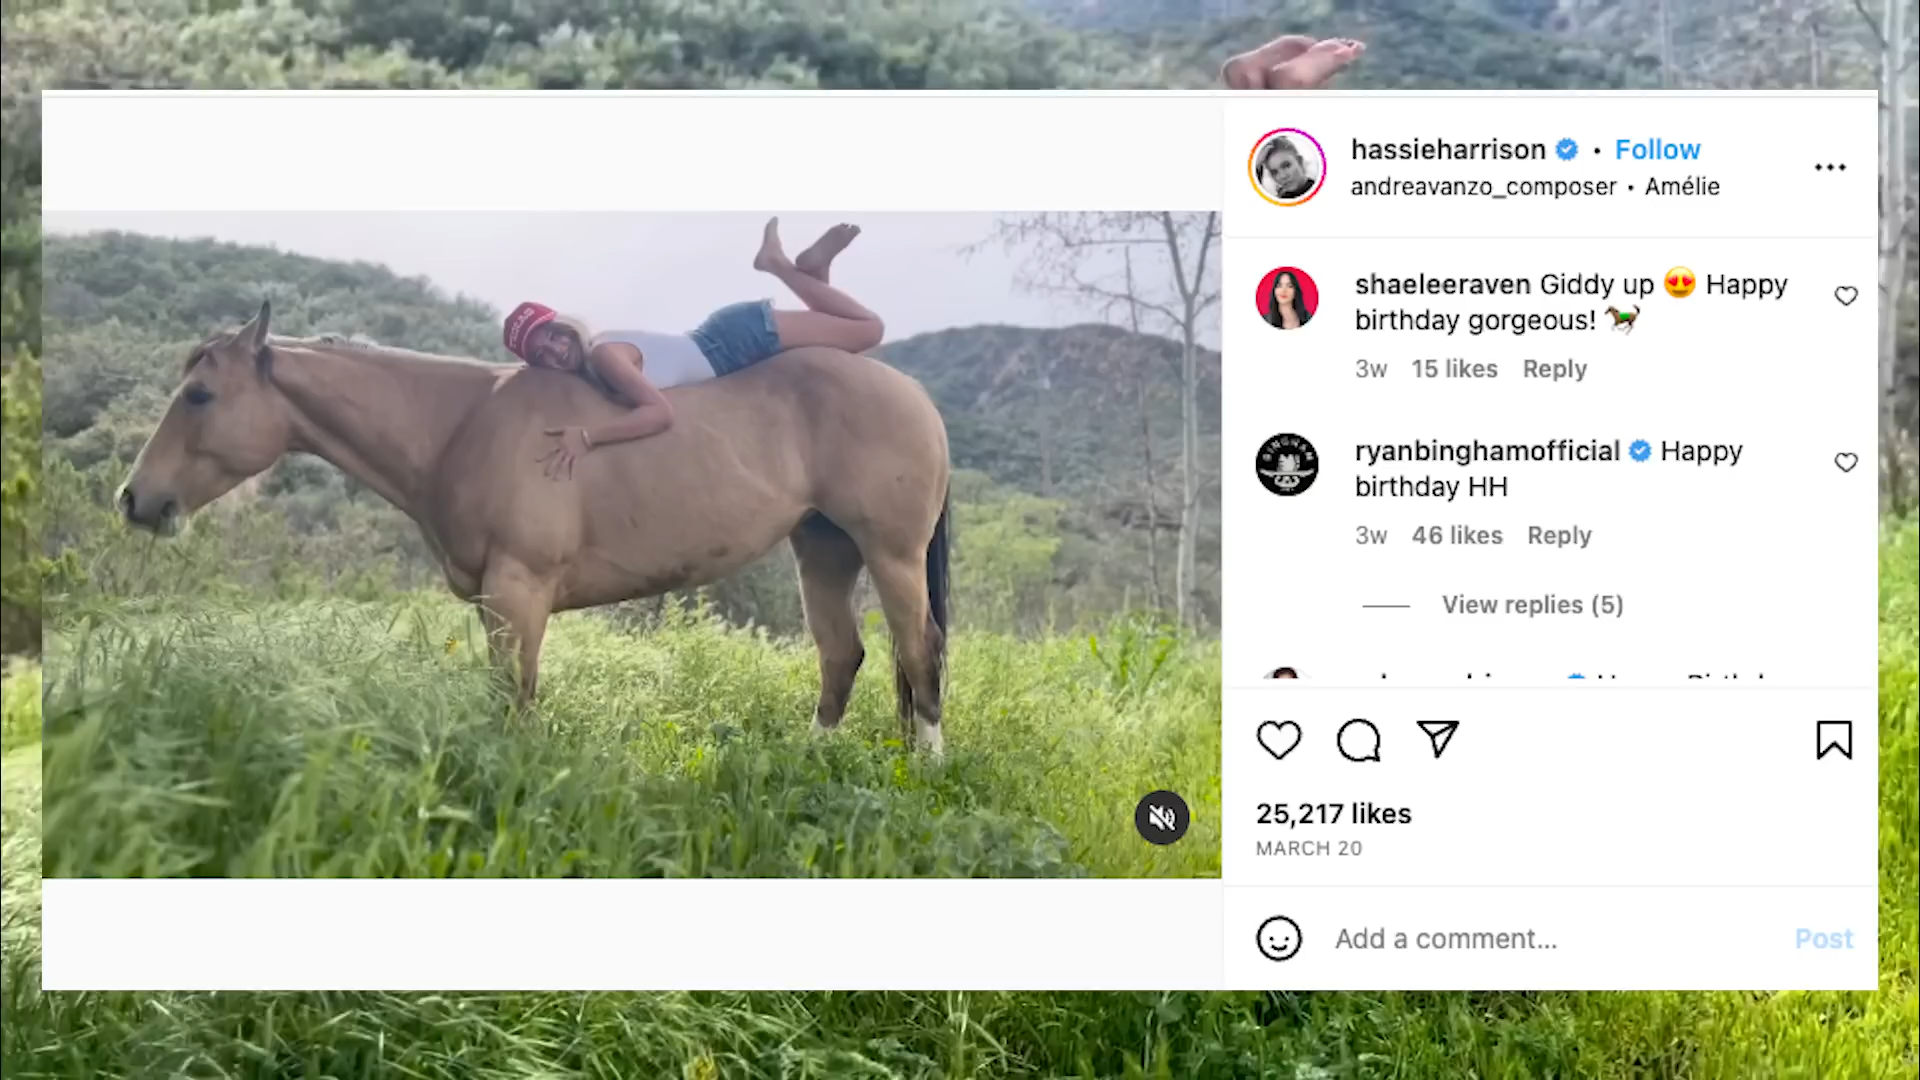 hassieharrison • Follow
andreavanzo_composer • Amélie
shaeleeraven Giddy up 😍 Happy
birthday gorgeous! 🐎
3w 15 likes Reply
ryanbinghamofficial Happy
birthday HH
3w 46 likes Reply
View replies (5)
25,217 likes
MARCH 20
Add a comment...
Post